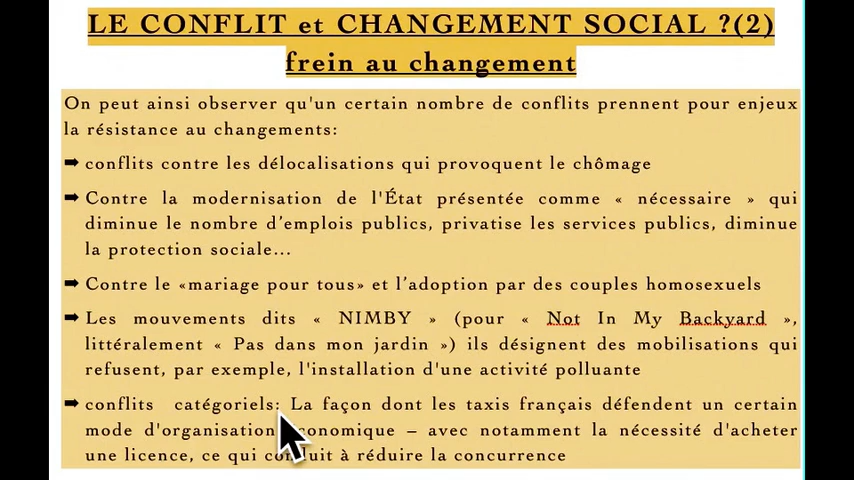 LE CONFLIT et CHANGEMENT SOCIAL ?(2)
frein au changement
On peut ainsi observer qu'un certain nombre de conflits prennent pour enjeux
la résistance au changements:
➡ conflits contre les délocalisations qui provoquent le chômage
➡ Contre la modernisation de l'État présentée comme « nécessaire » qui
diminue le nombre d’emplois publics, privatise les services publics, diminue
la protection sociale...
➡ Contre le «mariage pour tous» et l’adoption par des couples homosexuels
➡ Les mouvements dits « NIMBY » (pour « Not In My Backyard »,
littéralement « Pas dans mon jardin ») ils désignent des mobilisations qui
refusent, par exemple, l'installation d'une activité polluante
➡ conflits catégoriels: La façon dont les taxis français défendent un certain
mode d'organisation – avec notamment la nécessité d'acheter
une licence, ce qui à réduire la concurrence